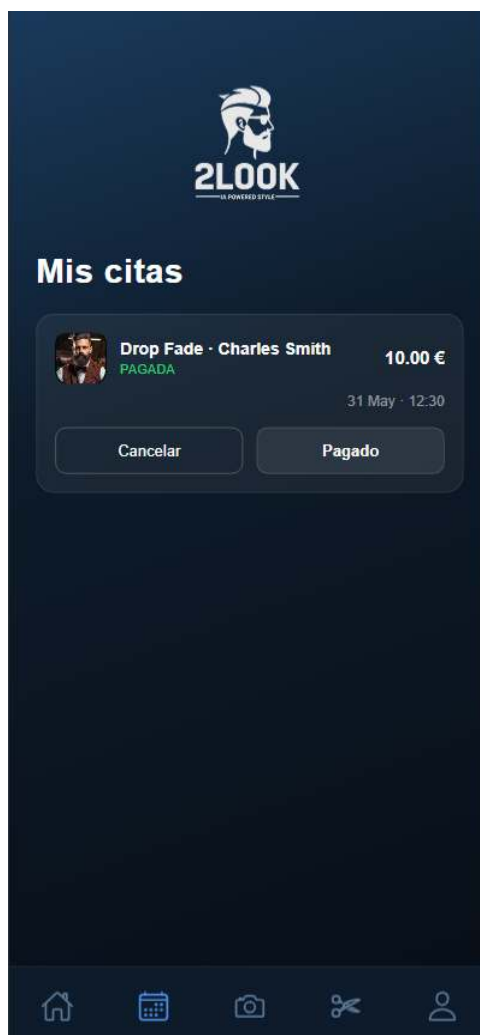 2LOOK
IA POWERED STYLE
Mis citas
Drop Fade · Charles Smith
10.00 €
PAGADA
31 May · 12:30
Cancelar
Pagado